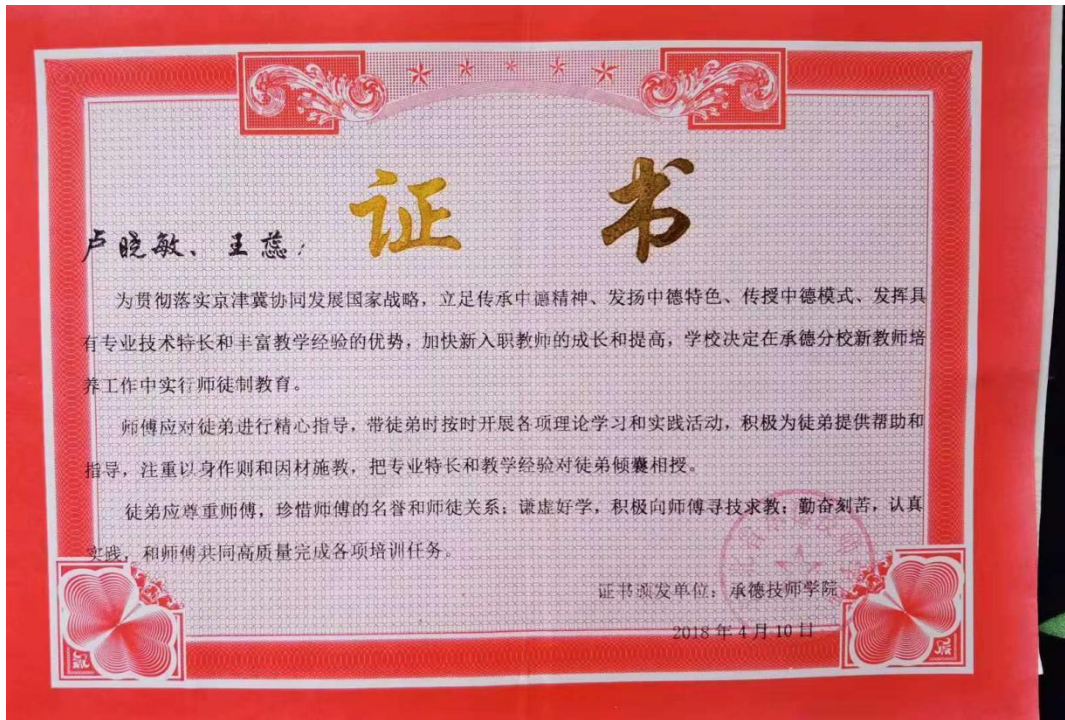 证书
卢晓敏、王蕊：
为贯彻落实京津冀协同发展国家战略，立足传承中德精神、发扬中德特色、传授中德模式、发挥具
有专业技术特长和丰富教学经验的优势，加快新入职教师的成长和提高，学校决定在承德分校新教师培
养工作中实行师徒制教育。
师傅应对徒弟进行精心指导，带徒弟时按时开展各项理论学习和实践活动，积极为徒弟提供帮助和
指导，注重以身作则和因材施教，把专业特长和教学经验对徒弟倾囊相授。
徒弟应尊重师傅，珍惜师傅的名誉和师徒关系；谦虚好学，积极向师傅寻技求教；勤奋刻苦，认真
实践，和师傅共同高质量完成各项培训任务。
证书颁发单位：承德技师学院
2018年4月10日